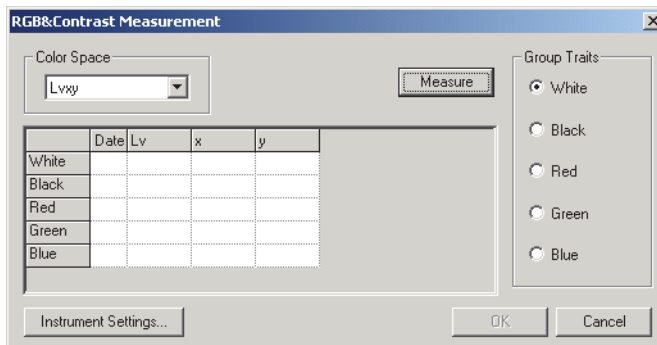 RGB&Contrast Measurement
Color Space
Lvxy
Measure
Date Lv x y
White
Black
Red
Green
Blue
Group Traits
White
Black
Red
Green
Blue
Instrument Settings...
OK
Cancel